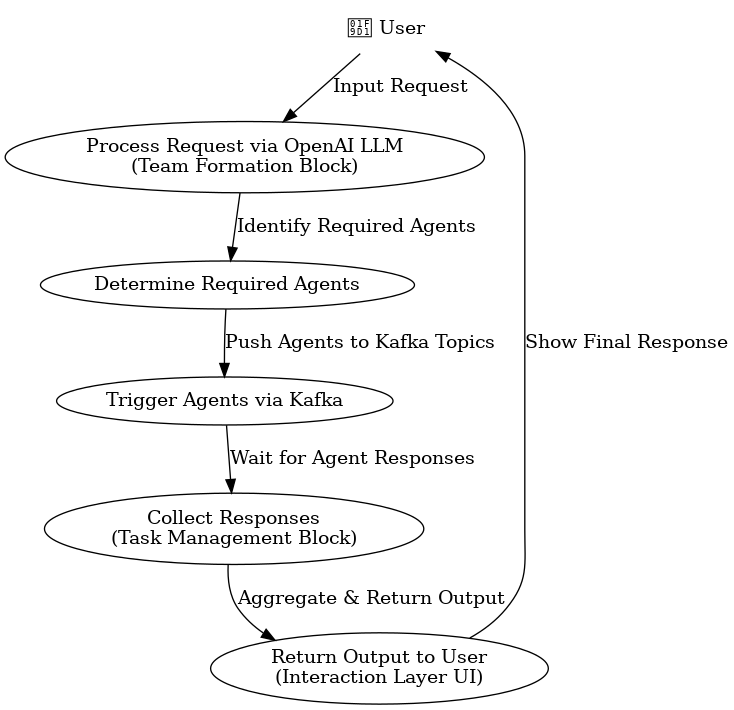 User
Input Request
Process Request via OpenAI LLM
(Team Formation Block)
Identify Required Agents
Determine Required Agents
Push Agents to Kafka Topics
Show Final Response
Trigger Agents via Kafka
Wait for Agent Responses
Collect Responses
(Task Management Block)
Aggregate & Return Output
Return Output to User
(Interaction Layer UI)